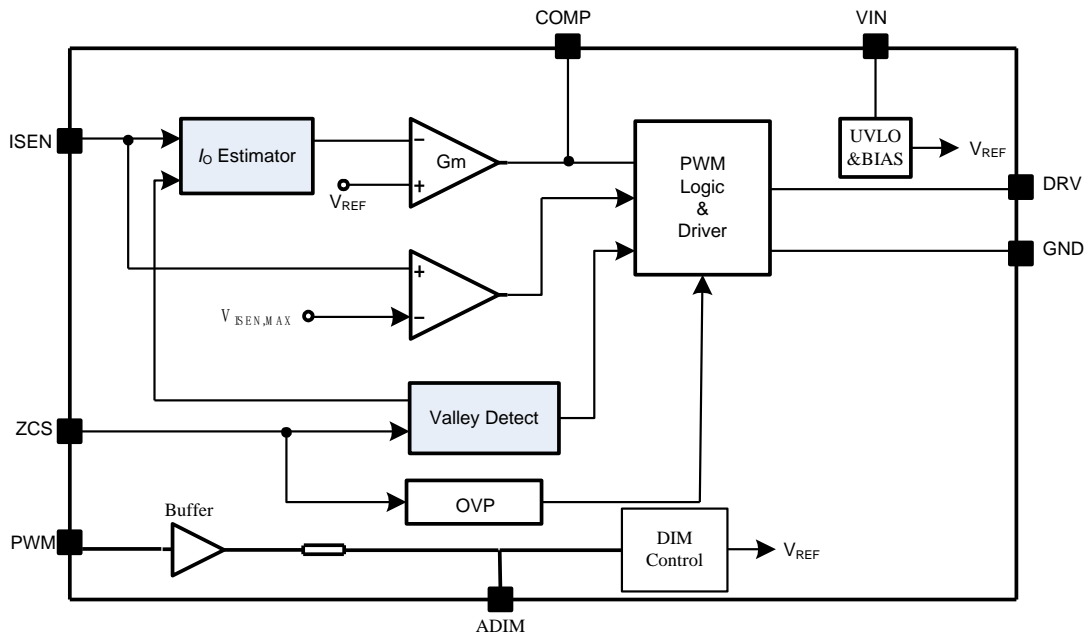 COMP
VIN
ISEN
IO Estimator
−
Gm
+
VREF
PWM
Logic
&
Driver
UVLO
&BIAS
VREF
DRV
GND
+
−
VISEN,MAX
Valley Detect
ZCS
OVP
Buffer
PWM
DIM
Control
VREF
ADIM